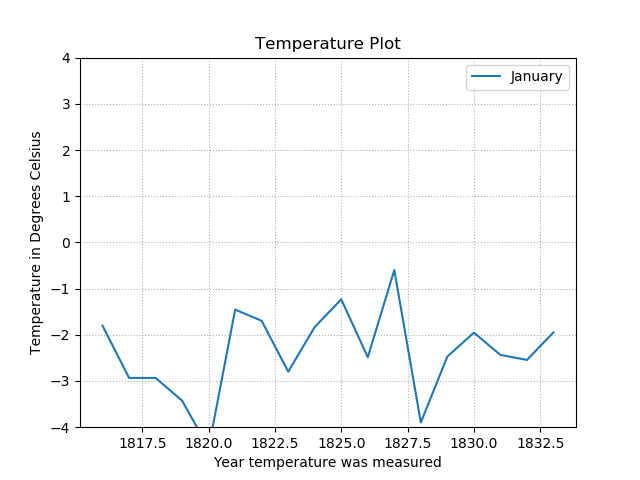 Temperature Plot
January
4
3
2
1
0
−1
−2
−3
−4
Temperature in Degrees Celsius
1817.5 1820.0 1822.5 1825.0 1827.5 1830.0 1832.5
Year temperature was measured